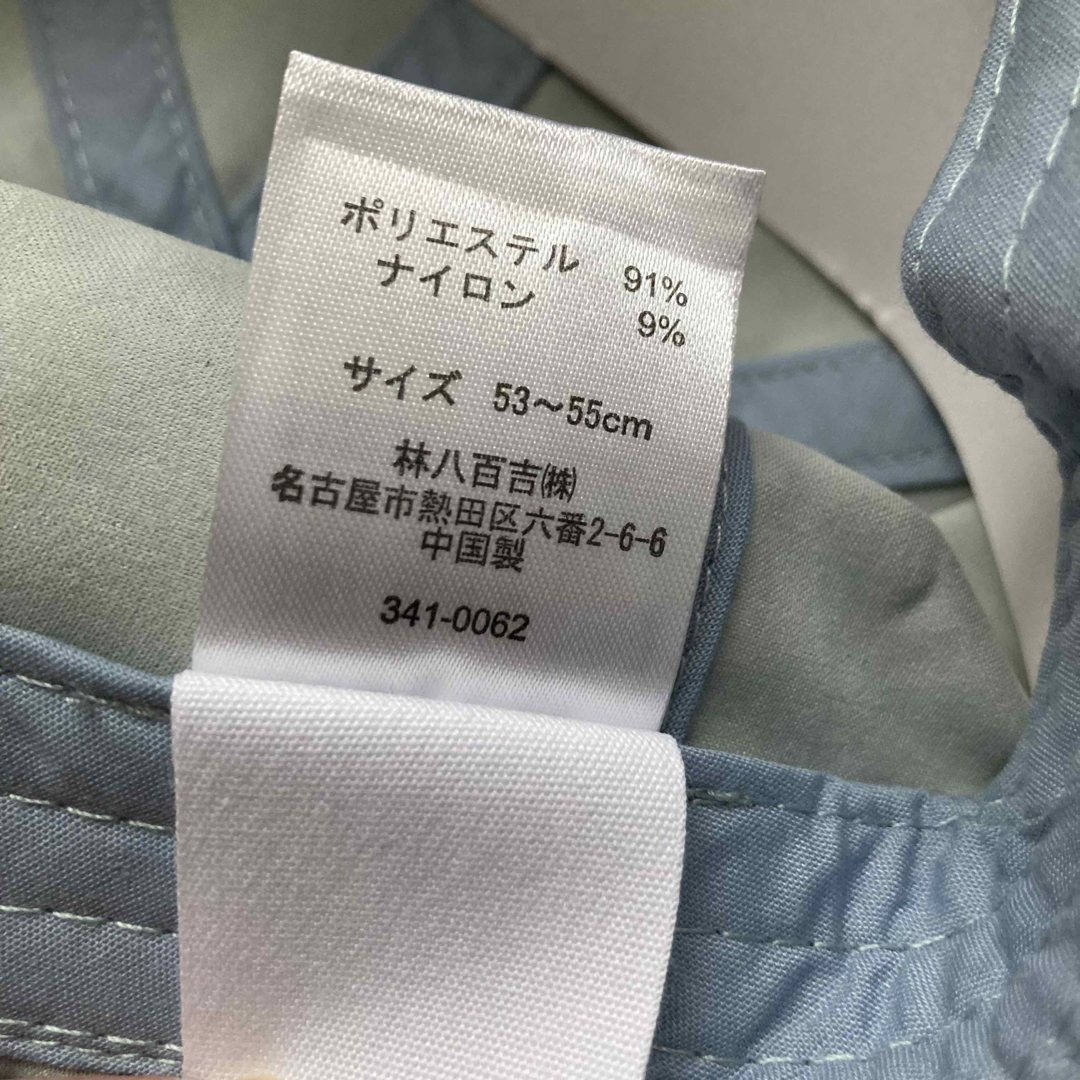 ポリエステル 91%
ナイロン 9%
サイズ 53～55cm
林八百吉㈱
名古屋市熱田区六番2-6-6
中国製
341-0062